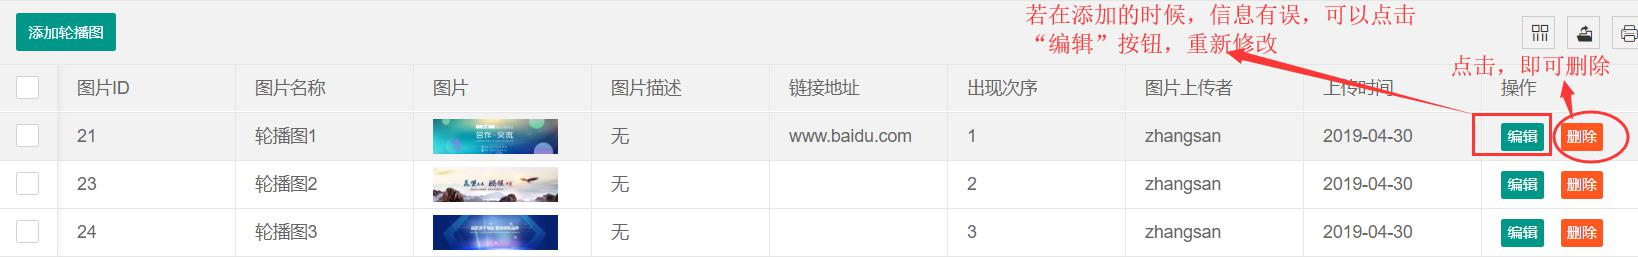 若在添加的时候，信息有误，可以点击
“编辑”按钮，重新修改
添加轮播图
点击，即可删除
图片ID 图片名称 图片 图片描述 链接地址 出现次序 图片上传者 上传时间 操作
21 轮播图1 合作·交流 无 www.baidu.com 1 zhangsan 2019-04-30 编辑 删除
23 轮播图2 无 2 zhangsan 2019-04-30 编辑 删除
24 轮播图3 无 3 zhangsan 2019-04-30 编辑 删除